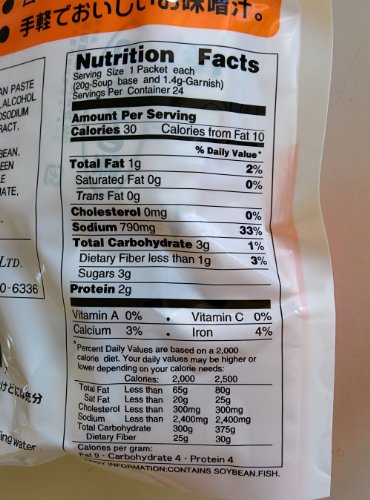 ● 手軽でおいしいお味噌汁。
AN PASTE
ALCOHOL
OSODIUM
RACT.
BEAN,
EEN
LE
MATE,
LTD.
0-6336
ling water
Nutrition Facts
Serving Size 1 Packet each
(20g-Soup base and 1.4g-Garnish)
Servings Per Container 24
Amount Per Serving
Calories 30 Calories from Fat 10
% Daily Value*
Total Fat 1g 2%
Saturated Fat 0g 0%
Trans Fat 0g
Cholesterol 0mg 0%
Sodium 790mg 33%
Total Carbohydrate 3g 1%
Dietary Fiber less than 1g 3%
Sugars 3g
Protein 2g
Vitamin A 0% • Vitamin C 0%
Calcium 3% • Iron 4%
*Percent Daily Values are based on a 2,000
calorie diet. Your daily values may be higher or
lower depending on your calorie needs:
Calories: 2,000 2,500
Total Fat Less than 65g 80g
Sat Fat Less than 20g 25g
Cholesterol Less than 300mg 300mg
Sodium Less than 2,400mg 2,400mg
Total Carbohydrate 300g 375g
Dietary Fiber 25g 30g
Calories per gram:
Fat 9 • Carbohydrate 4 • Protein 4
INFORMATION:CONTAINS SOYBEAN.FISH.